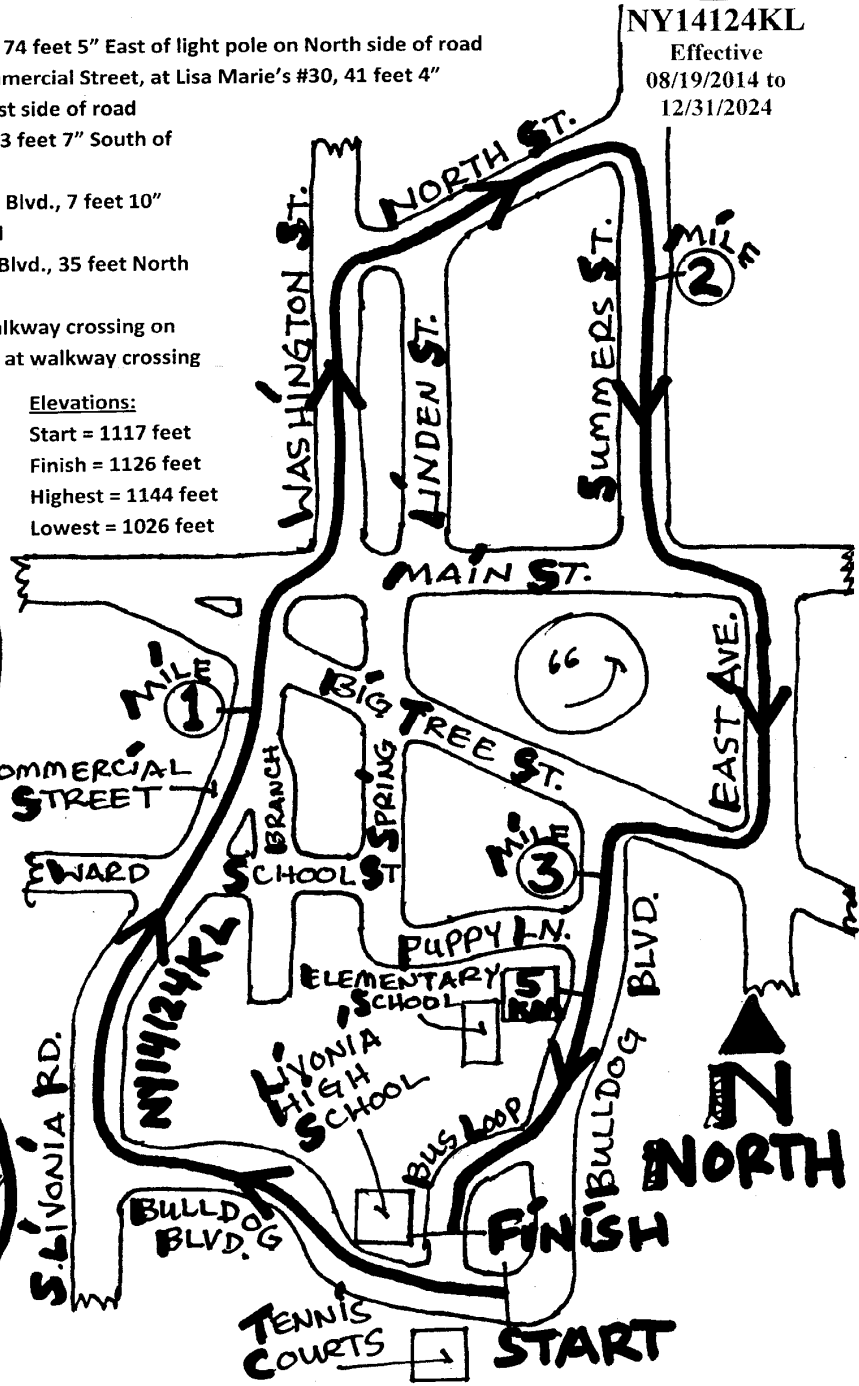 NY14124KL
Effective
08/19/2014 to
12/31/2024
74 feet 5” East of light pole on North side of road
mercial Street, at Lisa Marie’s #30, 41 feet 4”
st side of road
3 feet 7” South of
Blvd., 7 feet 10”
Blvd., 35 feet North
alkway crossing on
at walkway crossing
Elevations:
Start = 1117 feet
Finish = 1126 feet
Highest = 1144 feet
Lowest = 1026 feet
NORTH ST.
WASHINGTON ST.
LINDEN ST.
SUMMERS ST.
MILE
2
MAIN ST.
MILE
1
BIG TREE ST.
EAST AVE.
OMMERCIAL
STREET
BRANCH
SPRING
MILE
3
WARD
SCHOOL ST
PUPPY LN.
ELEMENTARY
SCHOOL
5
KM
BULLDOG BLVD.
NY14124KL
LIVONIA
HIGH
SCHOOL
BUS LOOP
S. LIVONIA RD.
BULLDOG
BLVD.
FINISH
START
TENNIS
COURTS
N
NORTH